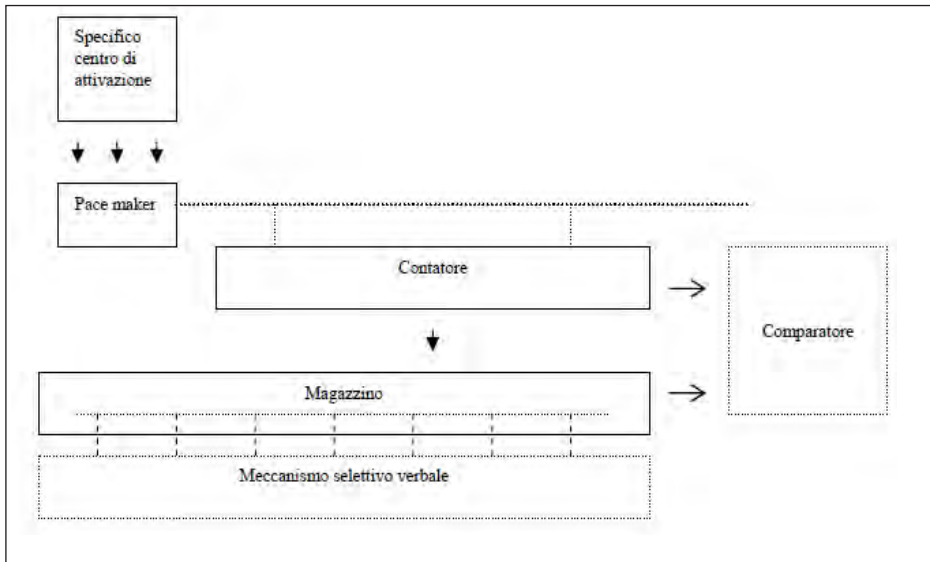 Specifico
centro di
attivazione
Pace maker
Contatore
Comparatore
Magazzino
Meccanismo selettivo verbale